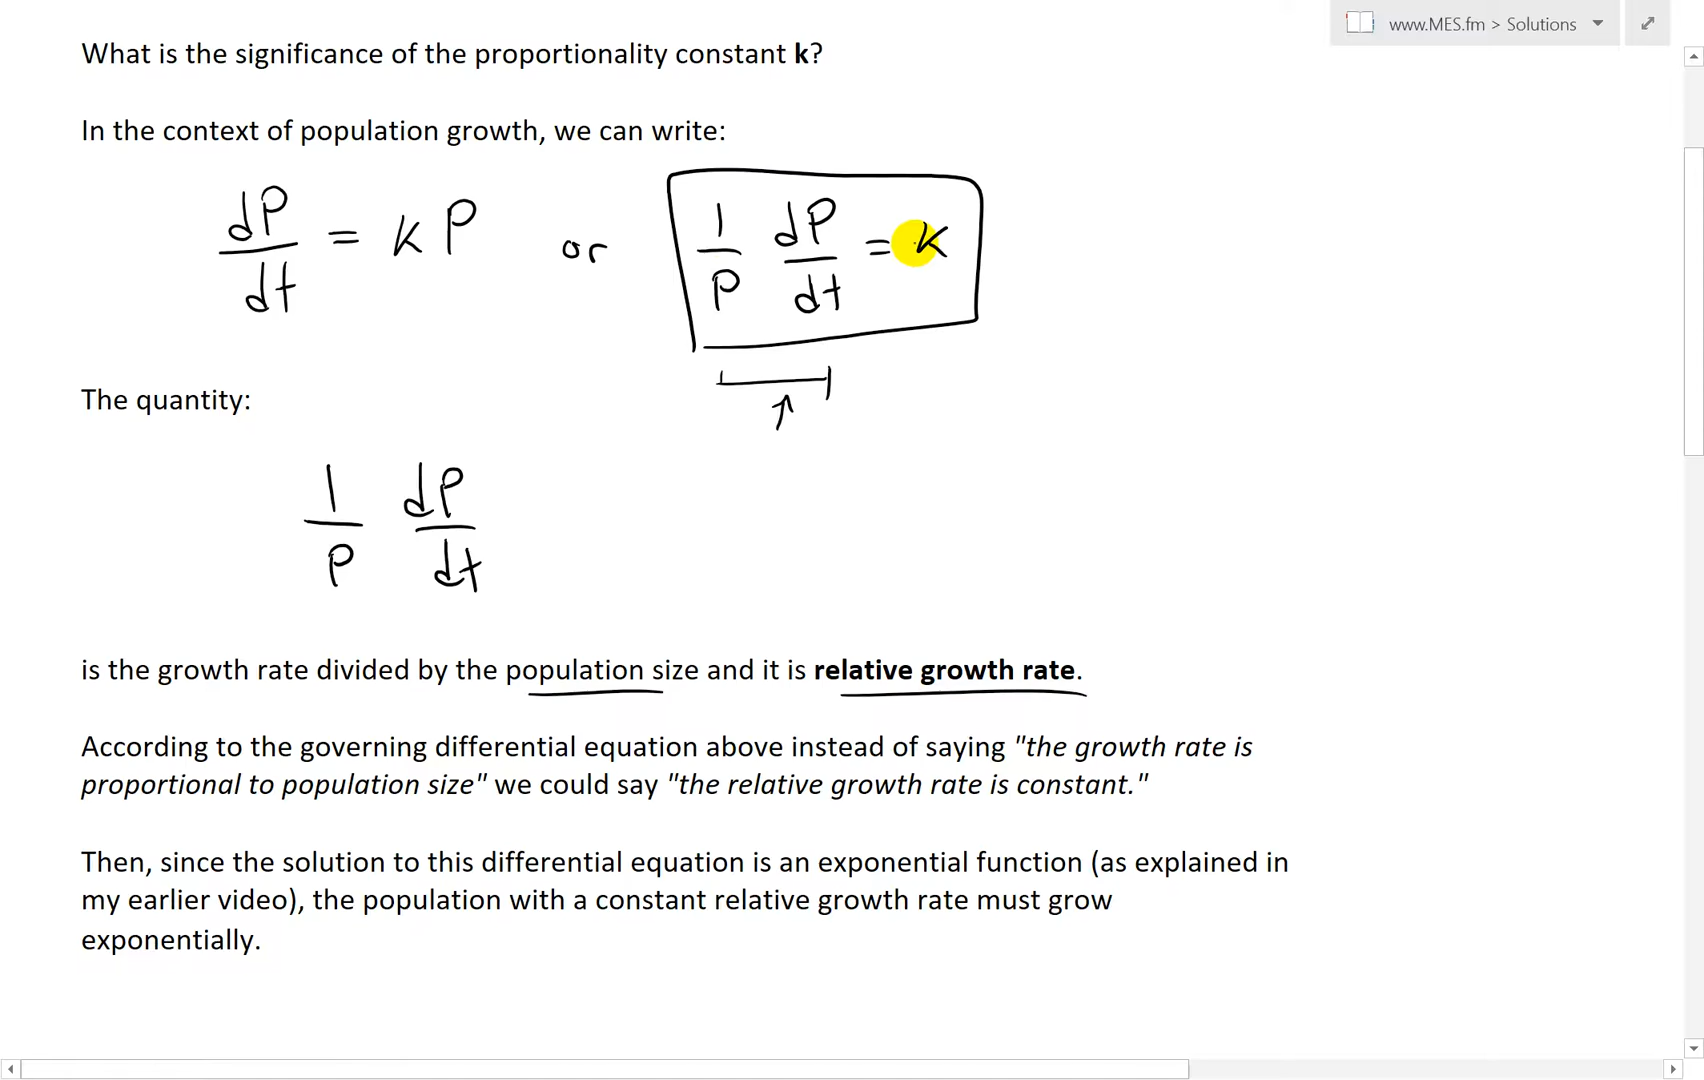 www.MES.fm > Solutions
What is the significance of the proportionality constant k?
In the context of population growth, we can write:
dP/dt = k P or 1/P dP/dt = k
The quantity:
1/P dP/dt
is the growth rate divided by the population size and it is relative growth rate.
According to the governing differential equation above instead of saying "the growth rate is
proportional to population size" we could say "the relative growth rate is constant."
Then, since the solution to this differential equation is an exponential function (as explained in
my earlier video), the population with a constant relative growth rate must grow
exponentially.